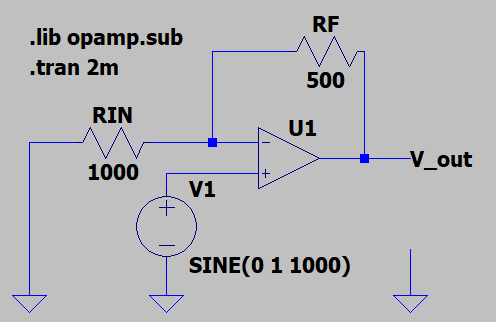 .lib opamp.sub
.tran 2m
RF
500
RIN
1000
U1
V_out
V1
SINE(0 1 1000)